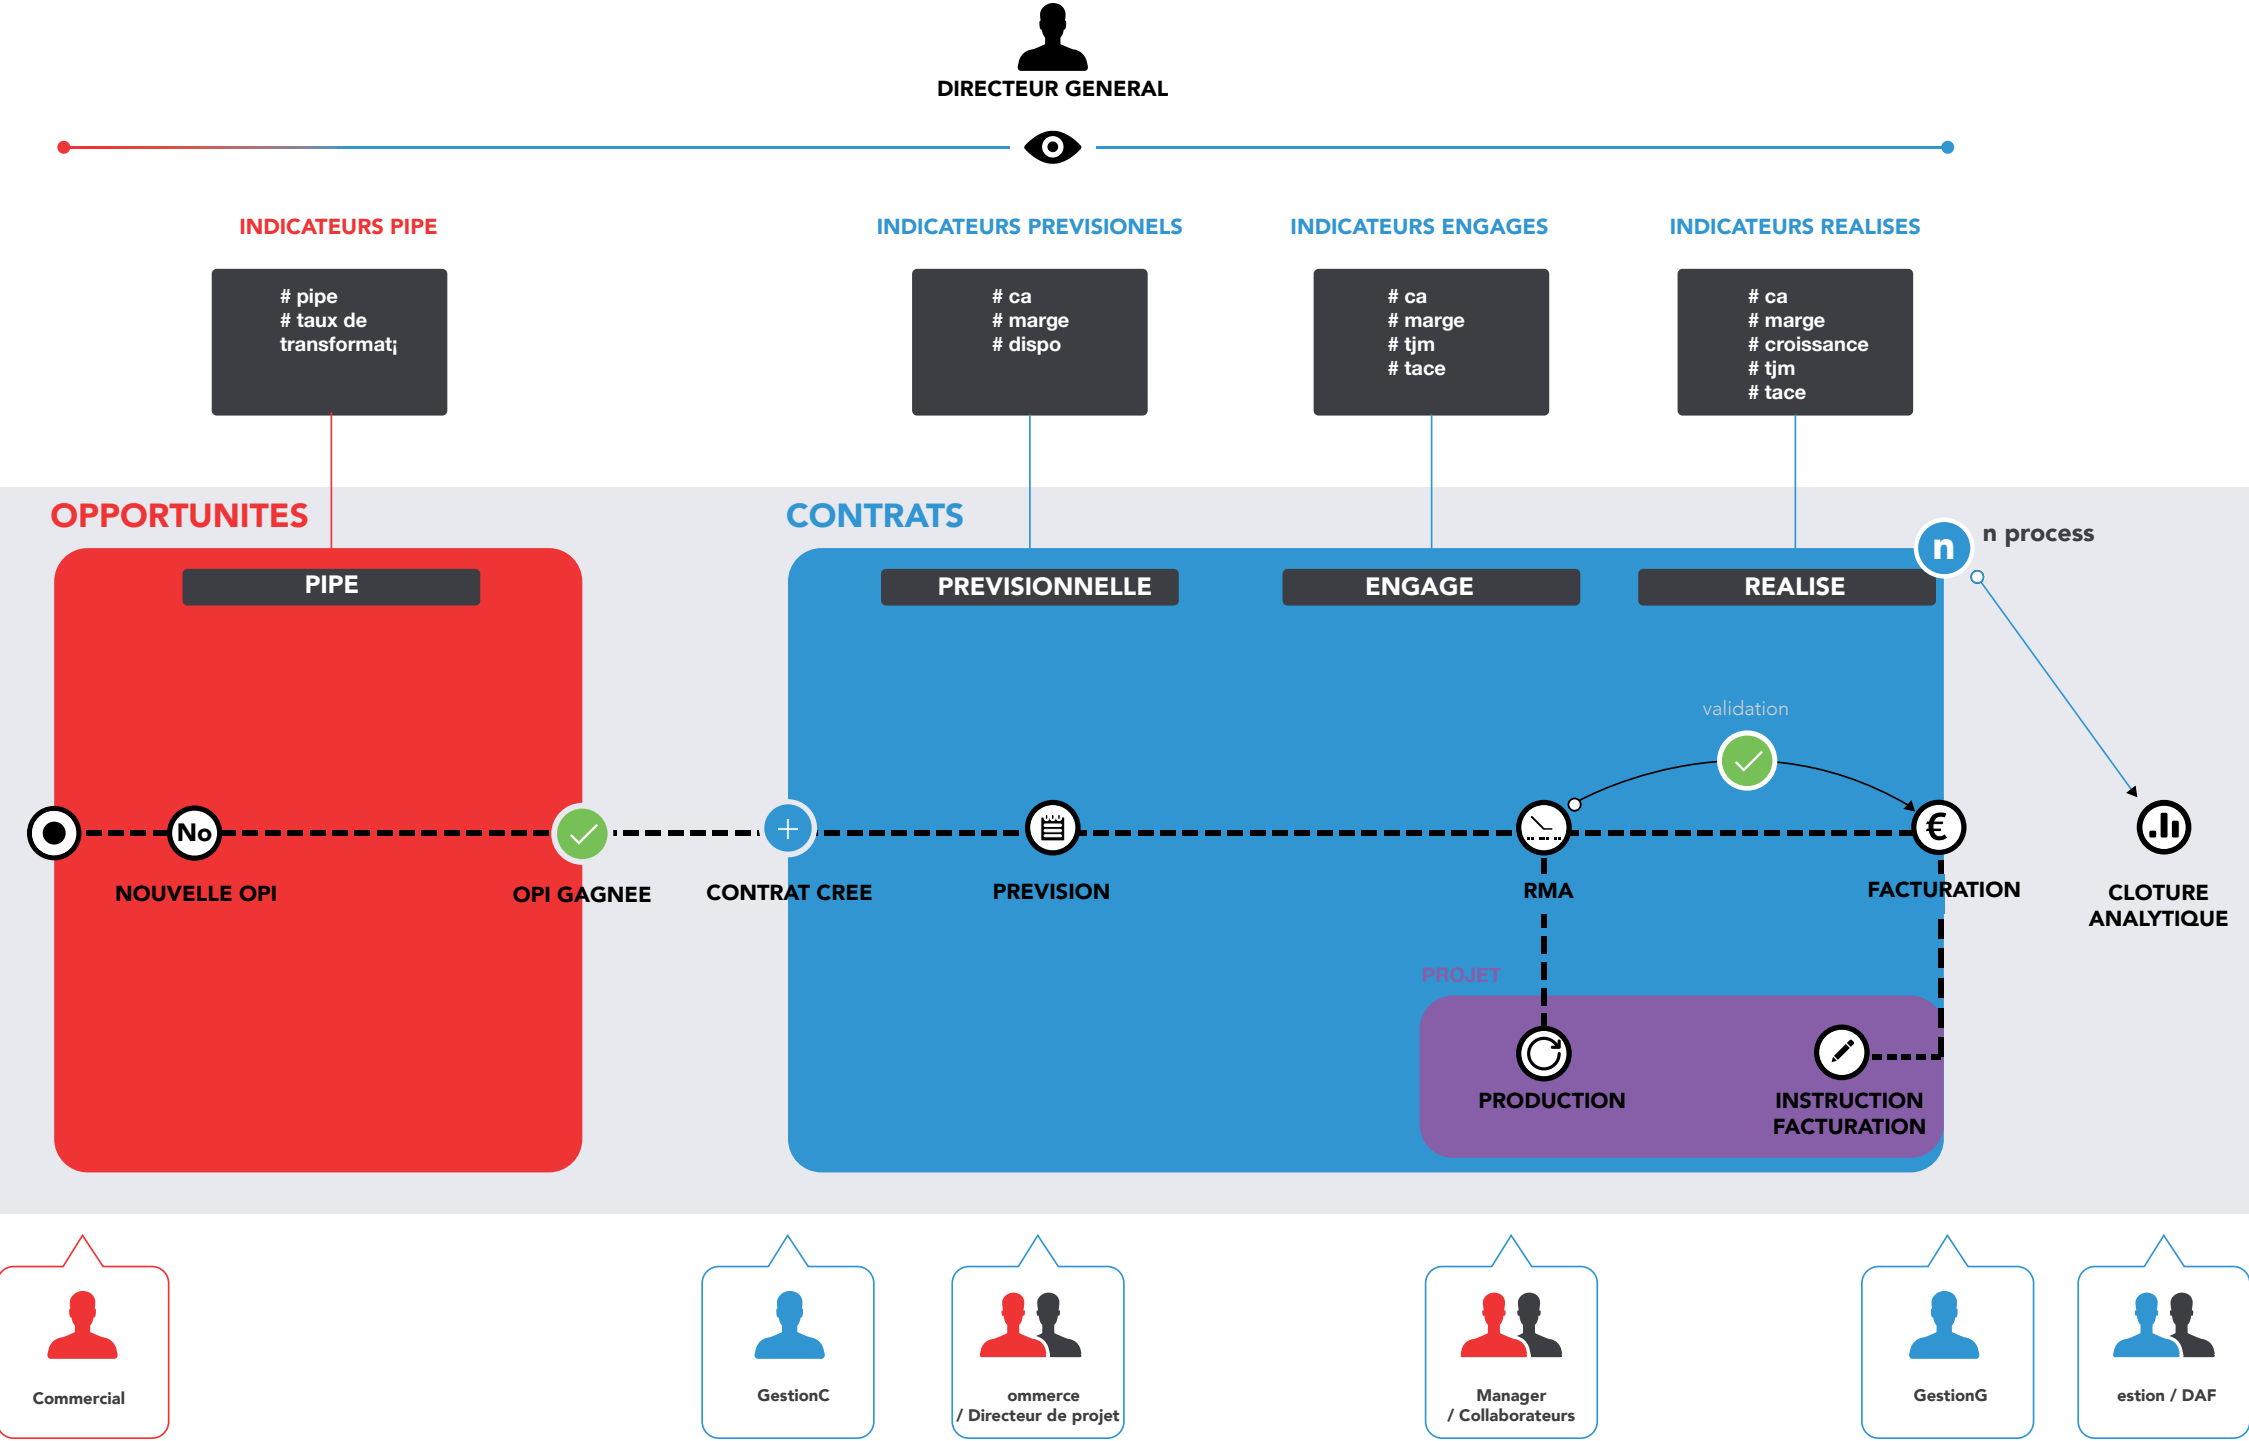 DIRECTEUR GENERAL
INDICATEURS PIPE
INDICATEURS PREVISIONELS
INDICATEURS ENGAGES
INDICATEURS REALISES
# pipe
# taux de
transformat¡
# ca
# marge
# dispo
# ca
# marge
# tjm
# tace
# ca
# marge
# croissance
# tjm
# tace
OPPORTUNITES
CONTRATS
n
n process
PIPE
PREVISIONNELLE
ENGAGE
REALISE
validation
No
€
NOUVELLE OPI
OPI GAGNEE
CONTRAT CREE
PREVISION
RMA
FACTURATION
CLOTURE
ANALYTIQUE
PROJET
PRODUCTION
INSTRUCTION
FACTURATION
Commercial
GestionC
ommerce
/ Directeur de projet
Manager
/ Collaborateurs
GestionG
estion / DAF